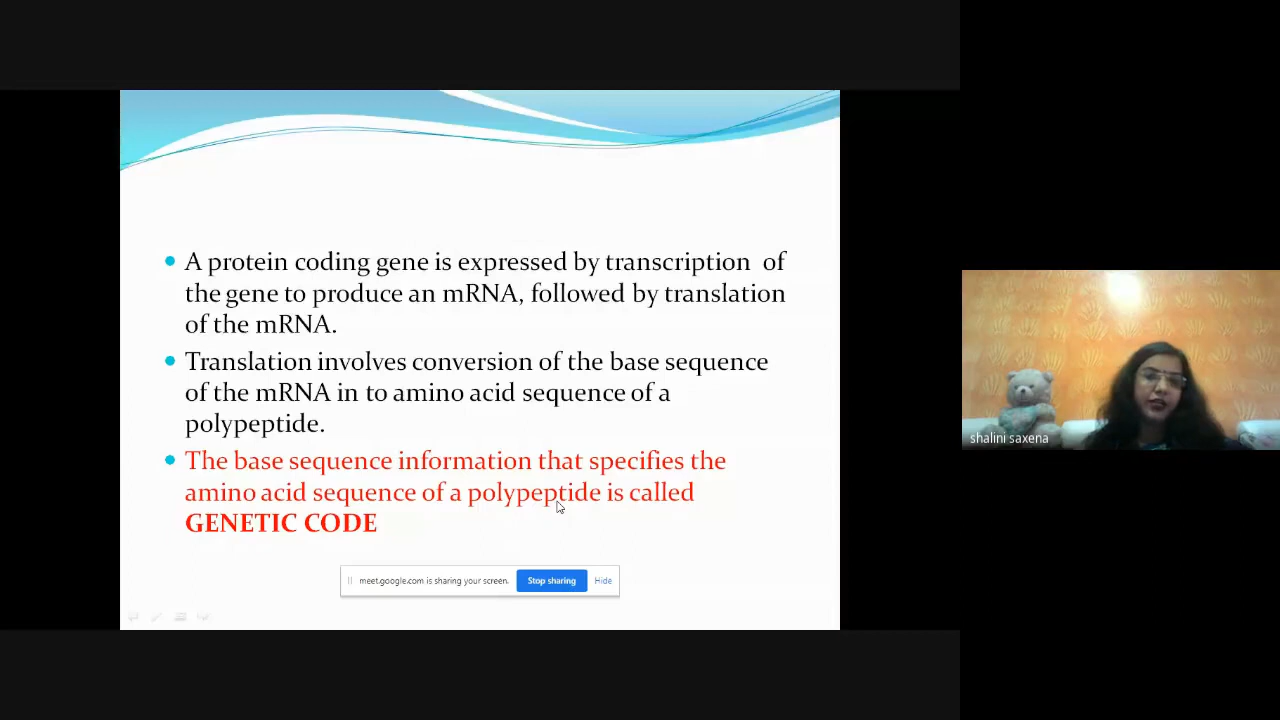 A protein coding gene is expressed by transcription of
the gene to produce an mRNA, followed by translation
of the mRNA.
Translation involves conversion of the base sequence
of the mRNA in to amino acid sequence of a
polypeptide.
The base sequence information that specifies the
amino acid sequence of a polypeptide is called
GENETIC CODE
meet.google.com is sharing your screen. Stop sharing Hide
shalini saxena